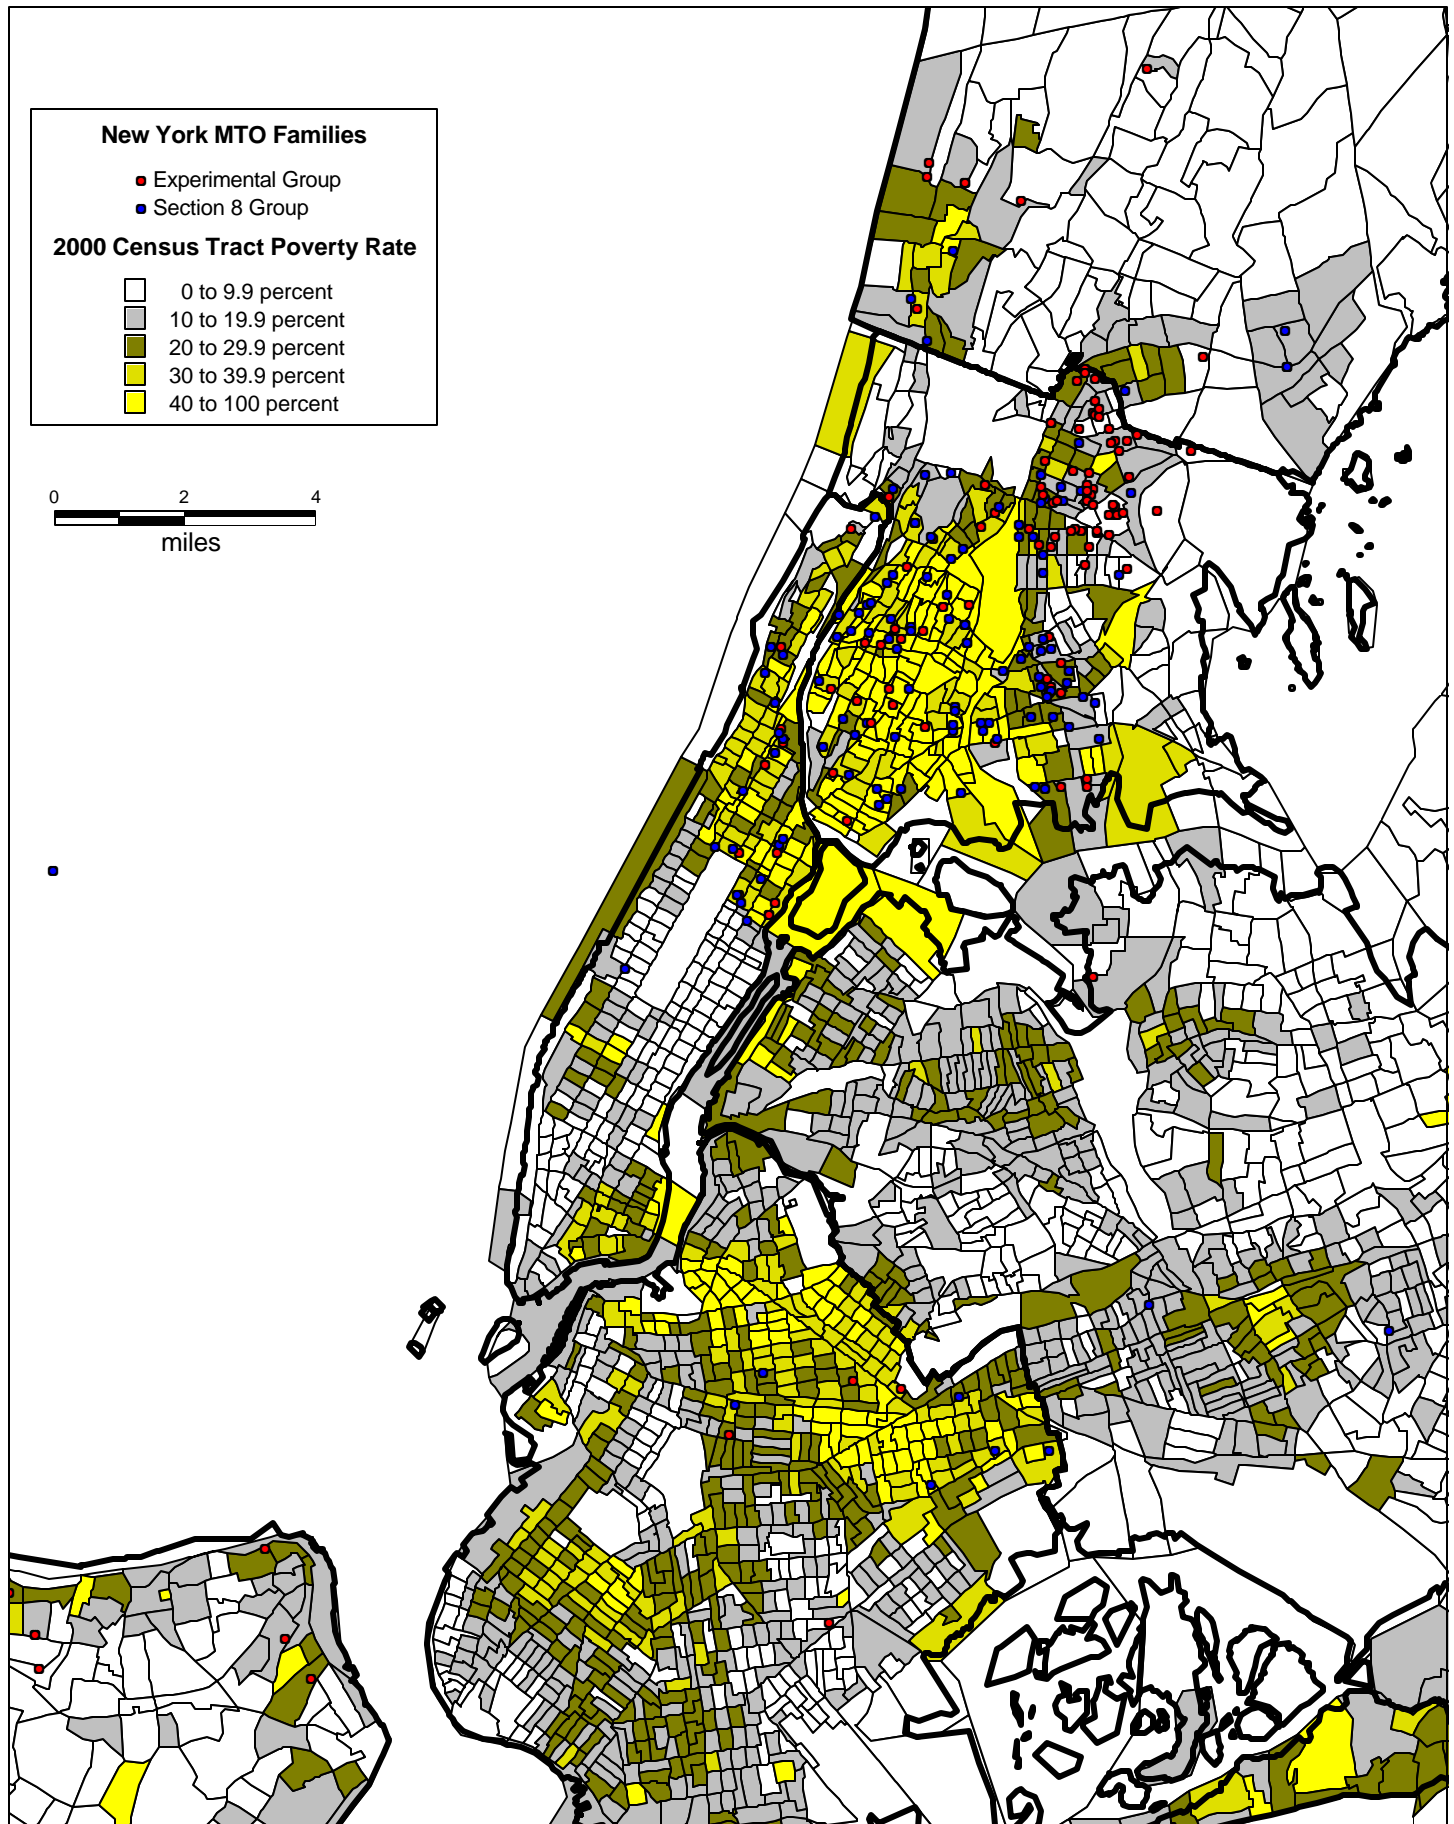 New York MTO Families
Experimental Group
Section 8 Group
2000 Census Tract Poverty Rate
0 to 9.9 percent
10 to 19.9 percent
20 to 29.9 percent
30 to 39.9 percent
40 to 100 percent
0 2 4
miles